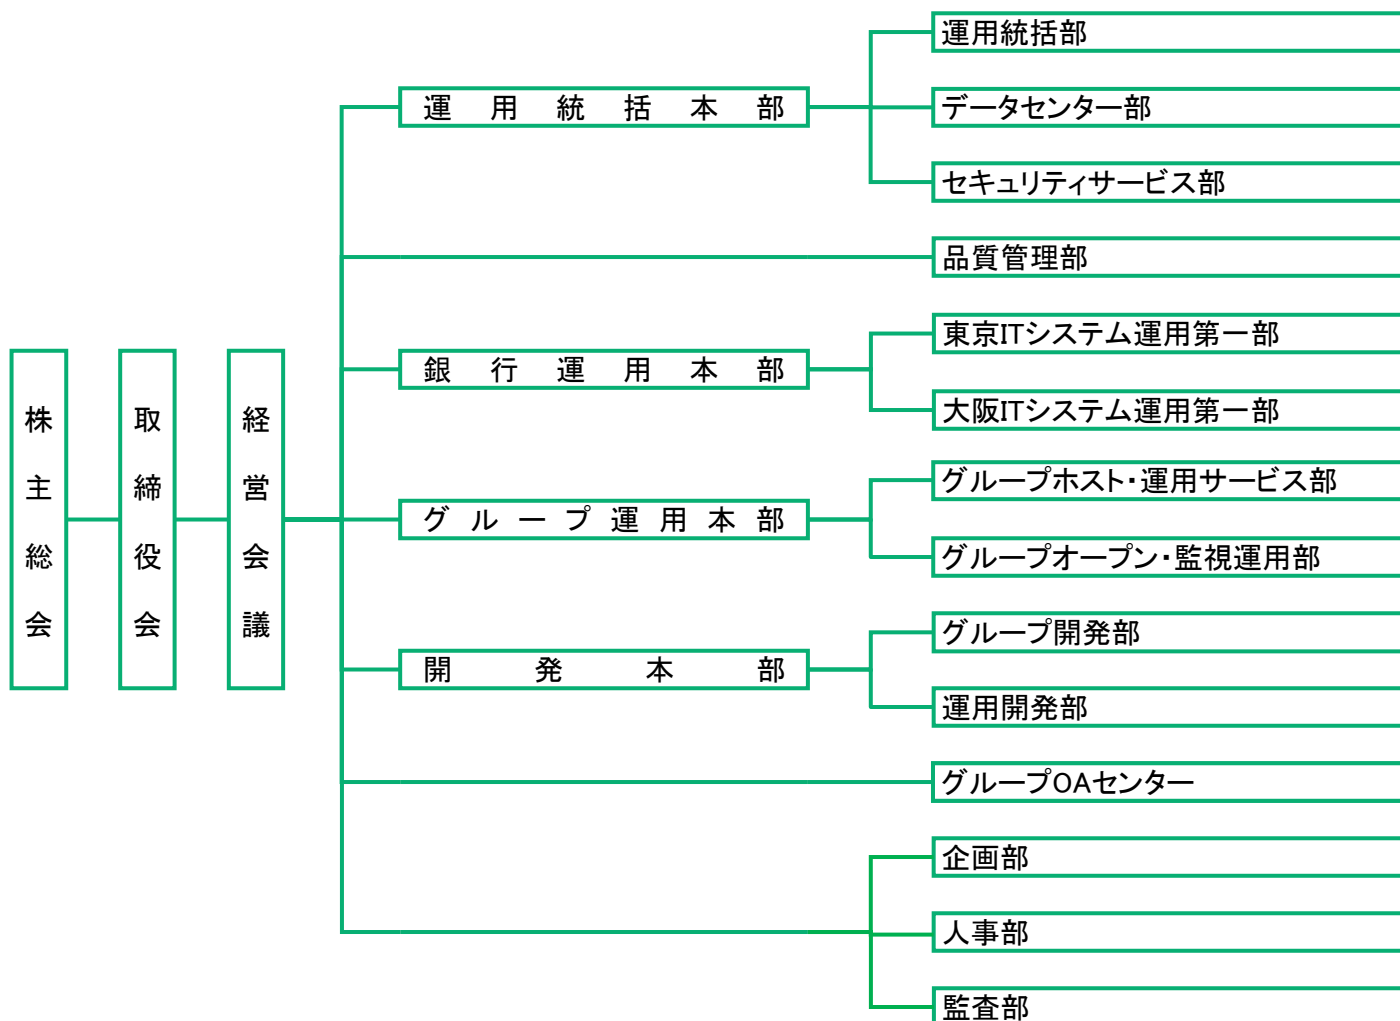 株主総会
取締役会
経営会議
運用統括本部
運用統括部
データセンター部
セキュリティサービス部
品質管理部
銀行運用本部
東京ITシステム運用第一部
大阪ITシステム運用第一部
グループ運用本部
グループホスト・運用サービス部
グループオープン・監視運用部
開発本部
グループ開発部
運用開発部
グループOAセンター
企画部
人事部
監査部